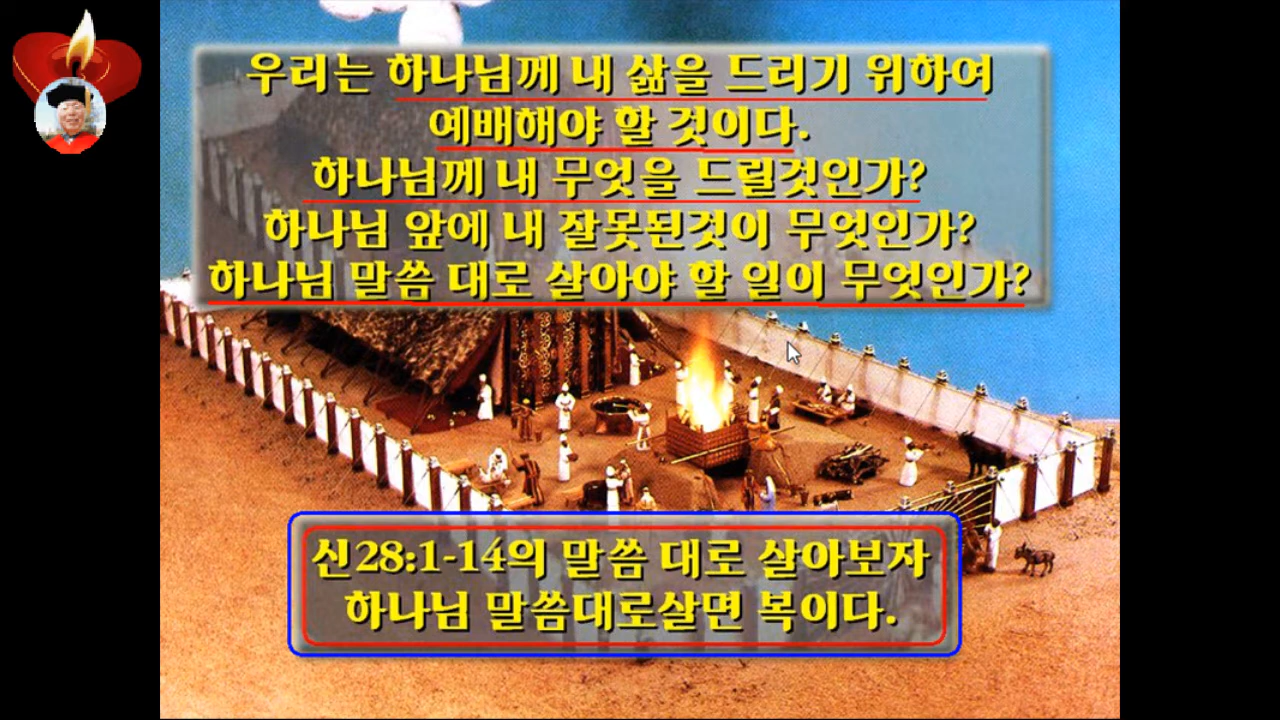 우리는 하나님께 내 삶을 드리기 위하여
예배해야 할 것이다.
하나님께 내 무엇을 드릴것인가?
하나님 앞에 내 잘못된것이 무엇인가?
하나님 말씀 대로 살아야 할 일이 무엇인가?
신28:1-14의 말씀 대로 살아보자
하나님 말씀대로살면 복이다.